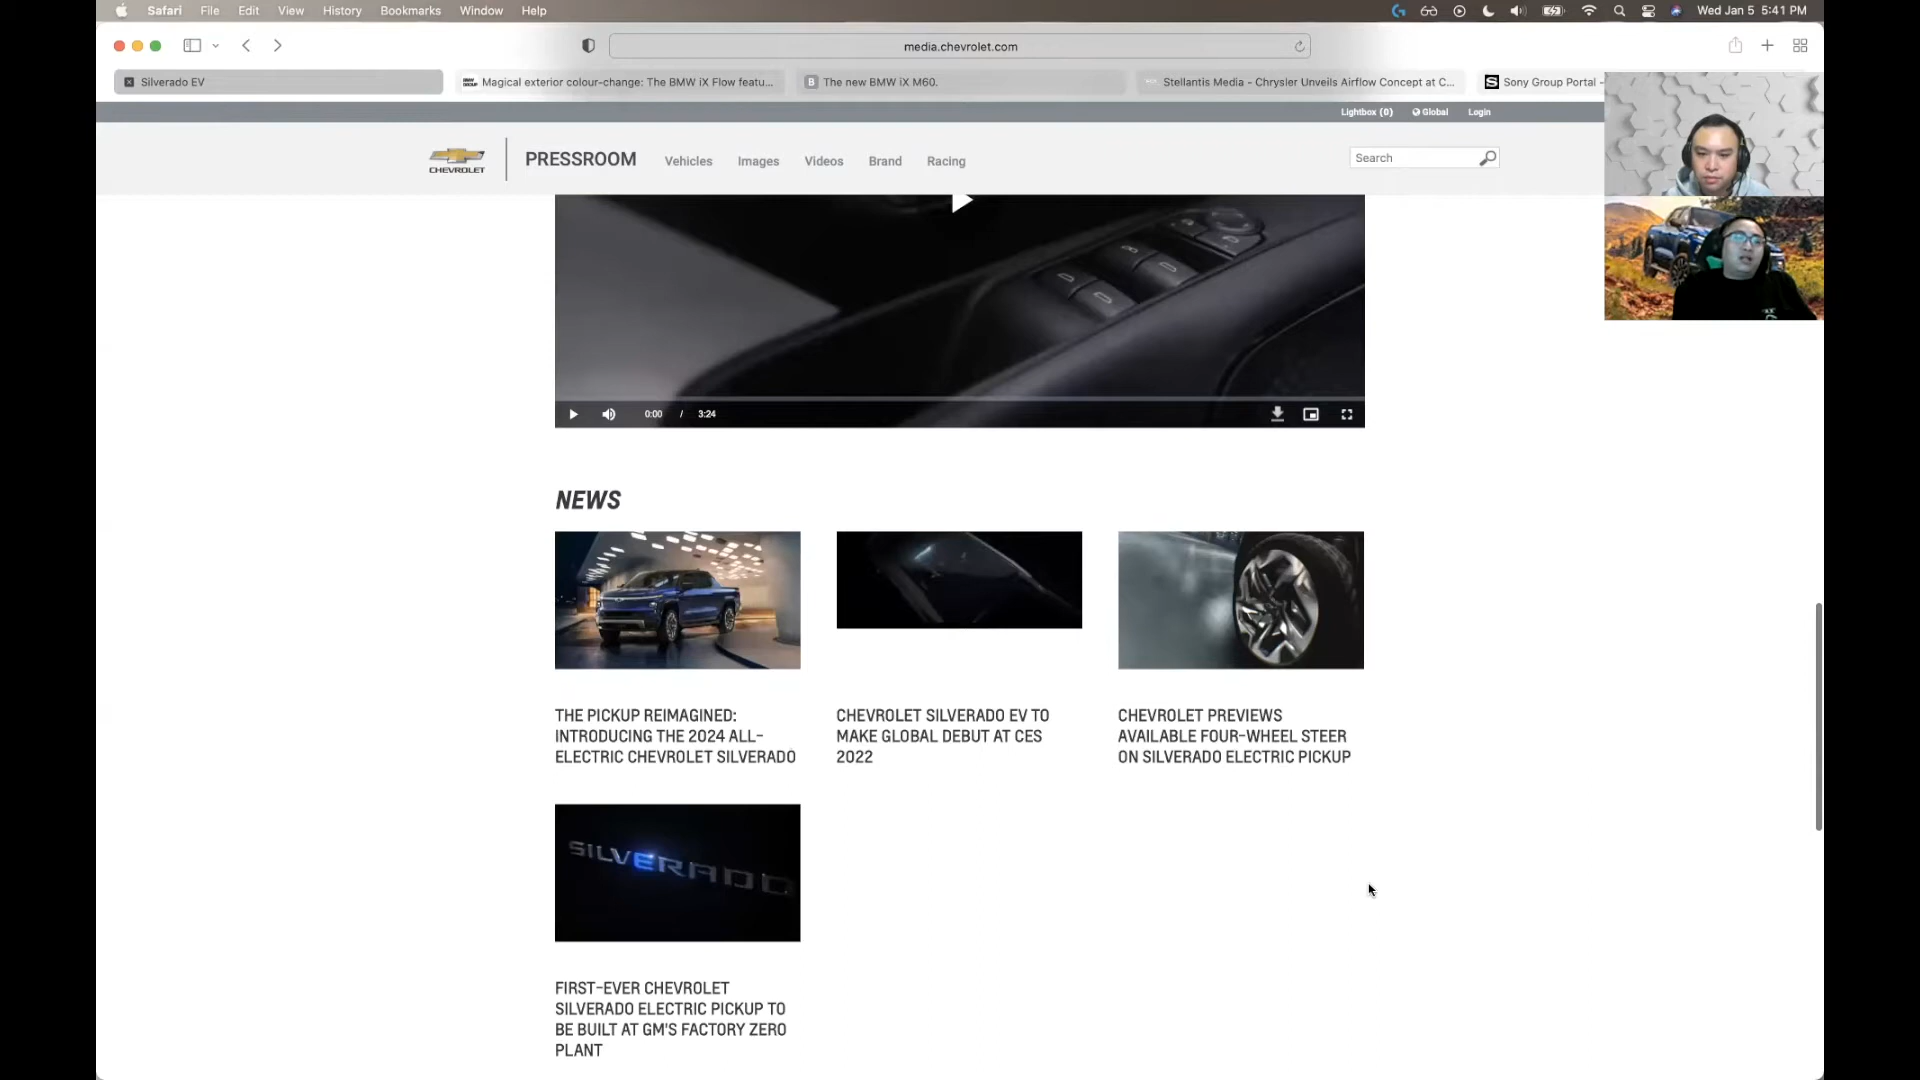 Safari File Edit View History Bookmarks Window Help Wed Jan 5 5:41 PM
media.chevrolet.com
Silverado EV
Magical exterior colour-change: The BMW iX Flow featu...
The new BMW iX M60.
Stellantis Media - Chrysler Unveils Airflow Concept at C...
Sony Group Portal -
Lightbox (0) Global Login
CHEVROLET
PRESSROOM Vehicles Images Videos Brand Racing
Search
0:00 / 3:24
NEWS
THE PICKUP REIMAGINED:
INTRODUCING THE 2024 ALL-
ELECTRIC CHEVROLET SILVERADO
CHEVROLET SILVERADO EV TO
MAKE GLOBAL DEBUT AT CES
2022
CHEVROLET PREVIEWS
AVAILABLE FOUR-WHEEL STEER
ON SILVERADO ELECTRIC PICKUP
SILVERADO
FIRST-EVER CHEVROLET
SILVERADO ELECTRIC PICKUP TO
BE BUILT AT GM'S FACTORY ZERO
PLANT